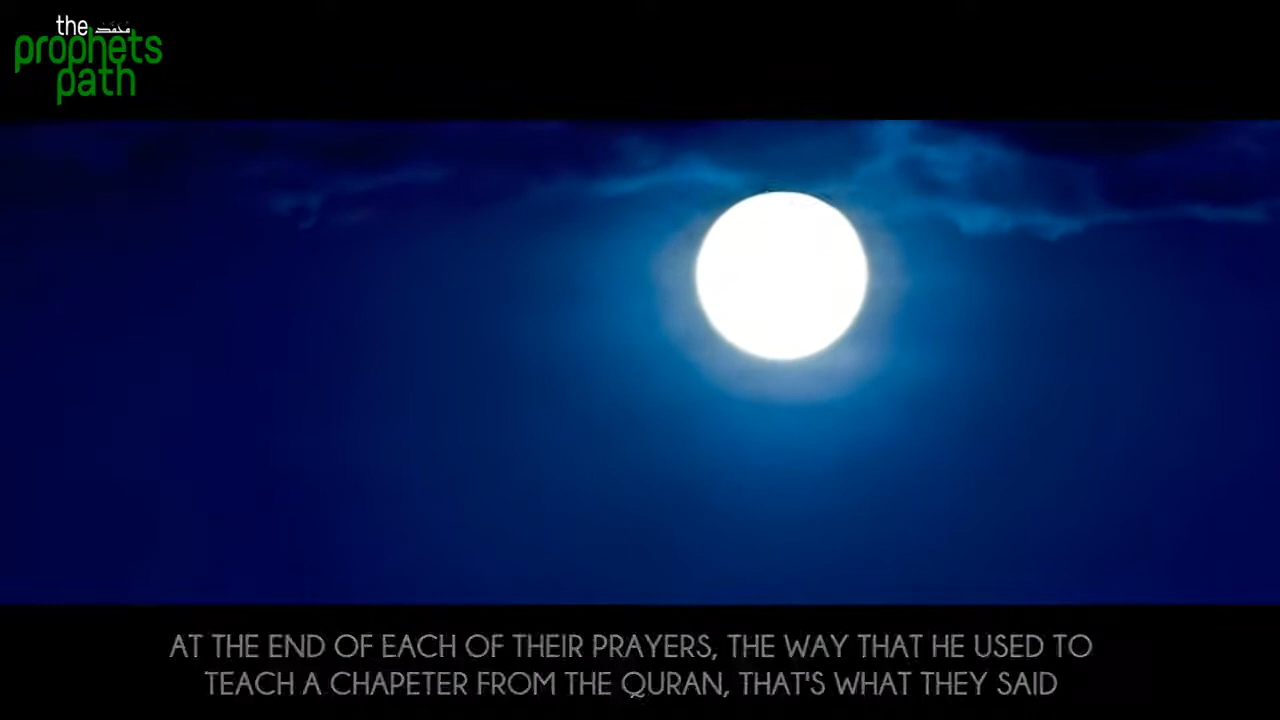 the محمد
prophets
path
AT THE END OF EACH OF THEIR PRAYERS, THE WAY THAT HE USED TO
TEACH A CHAPETER FROM THE QURAN, THAT'S WHAT THEY SAID